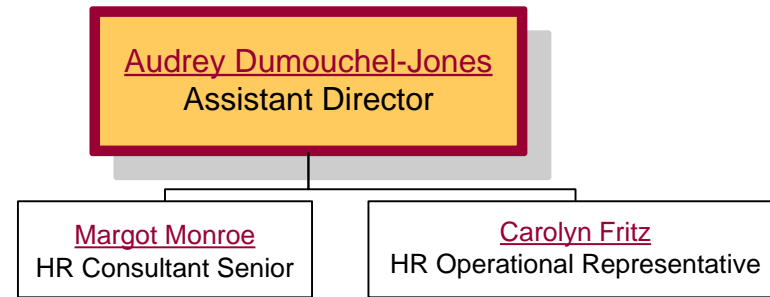 Audrey Dumouchel-Jones
Assistant Director
Margot Monroe
HR Consultant Senior
Carolyn Fritz
HR Operational Representative